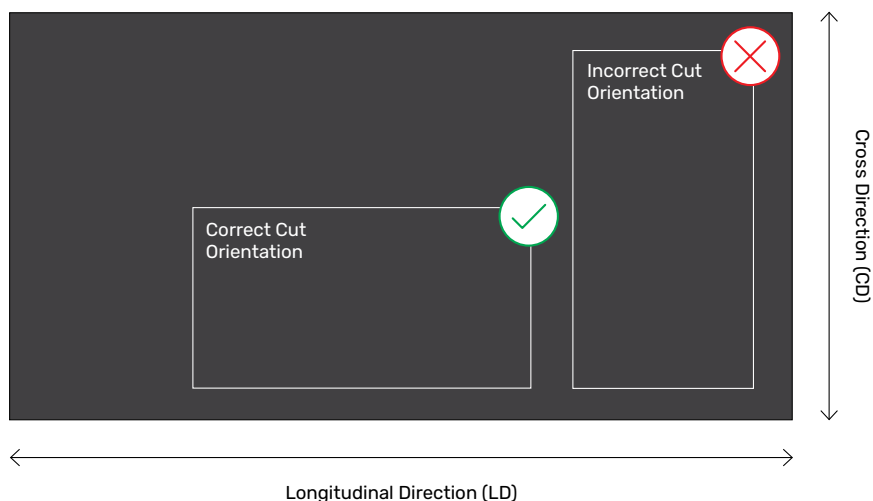 Incorrect Cut
Orientation
Correct Cut
Orientation
Cross Direction (CD)
Longitudinal Direction (LD)